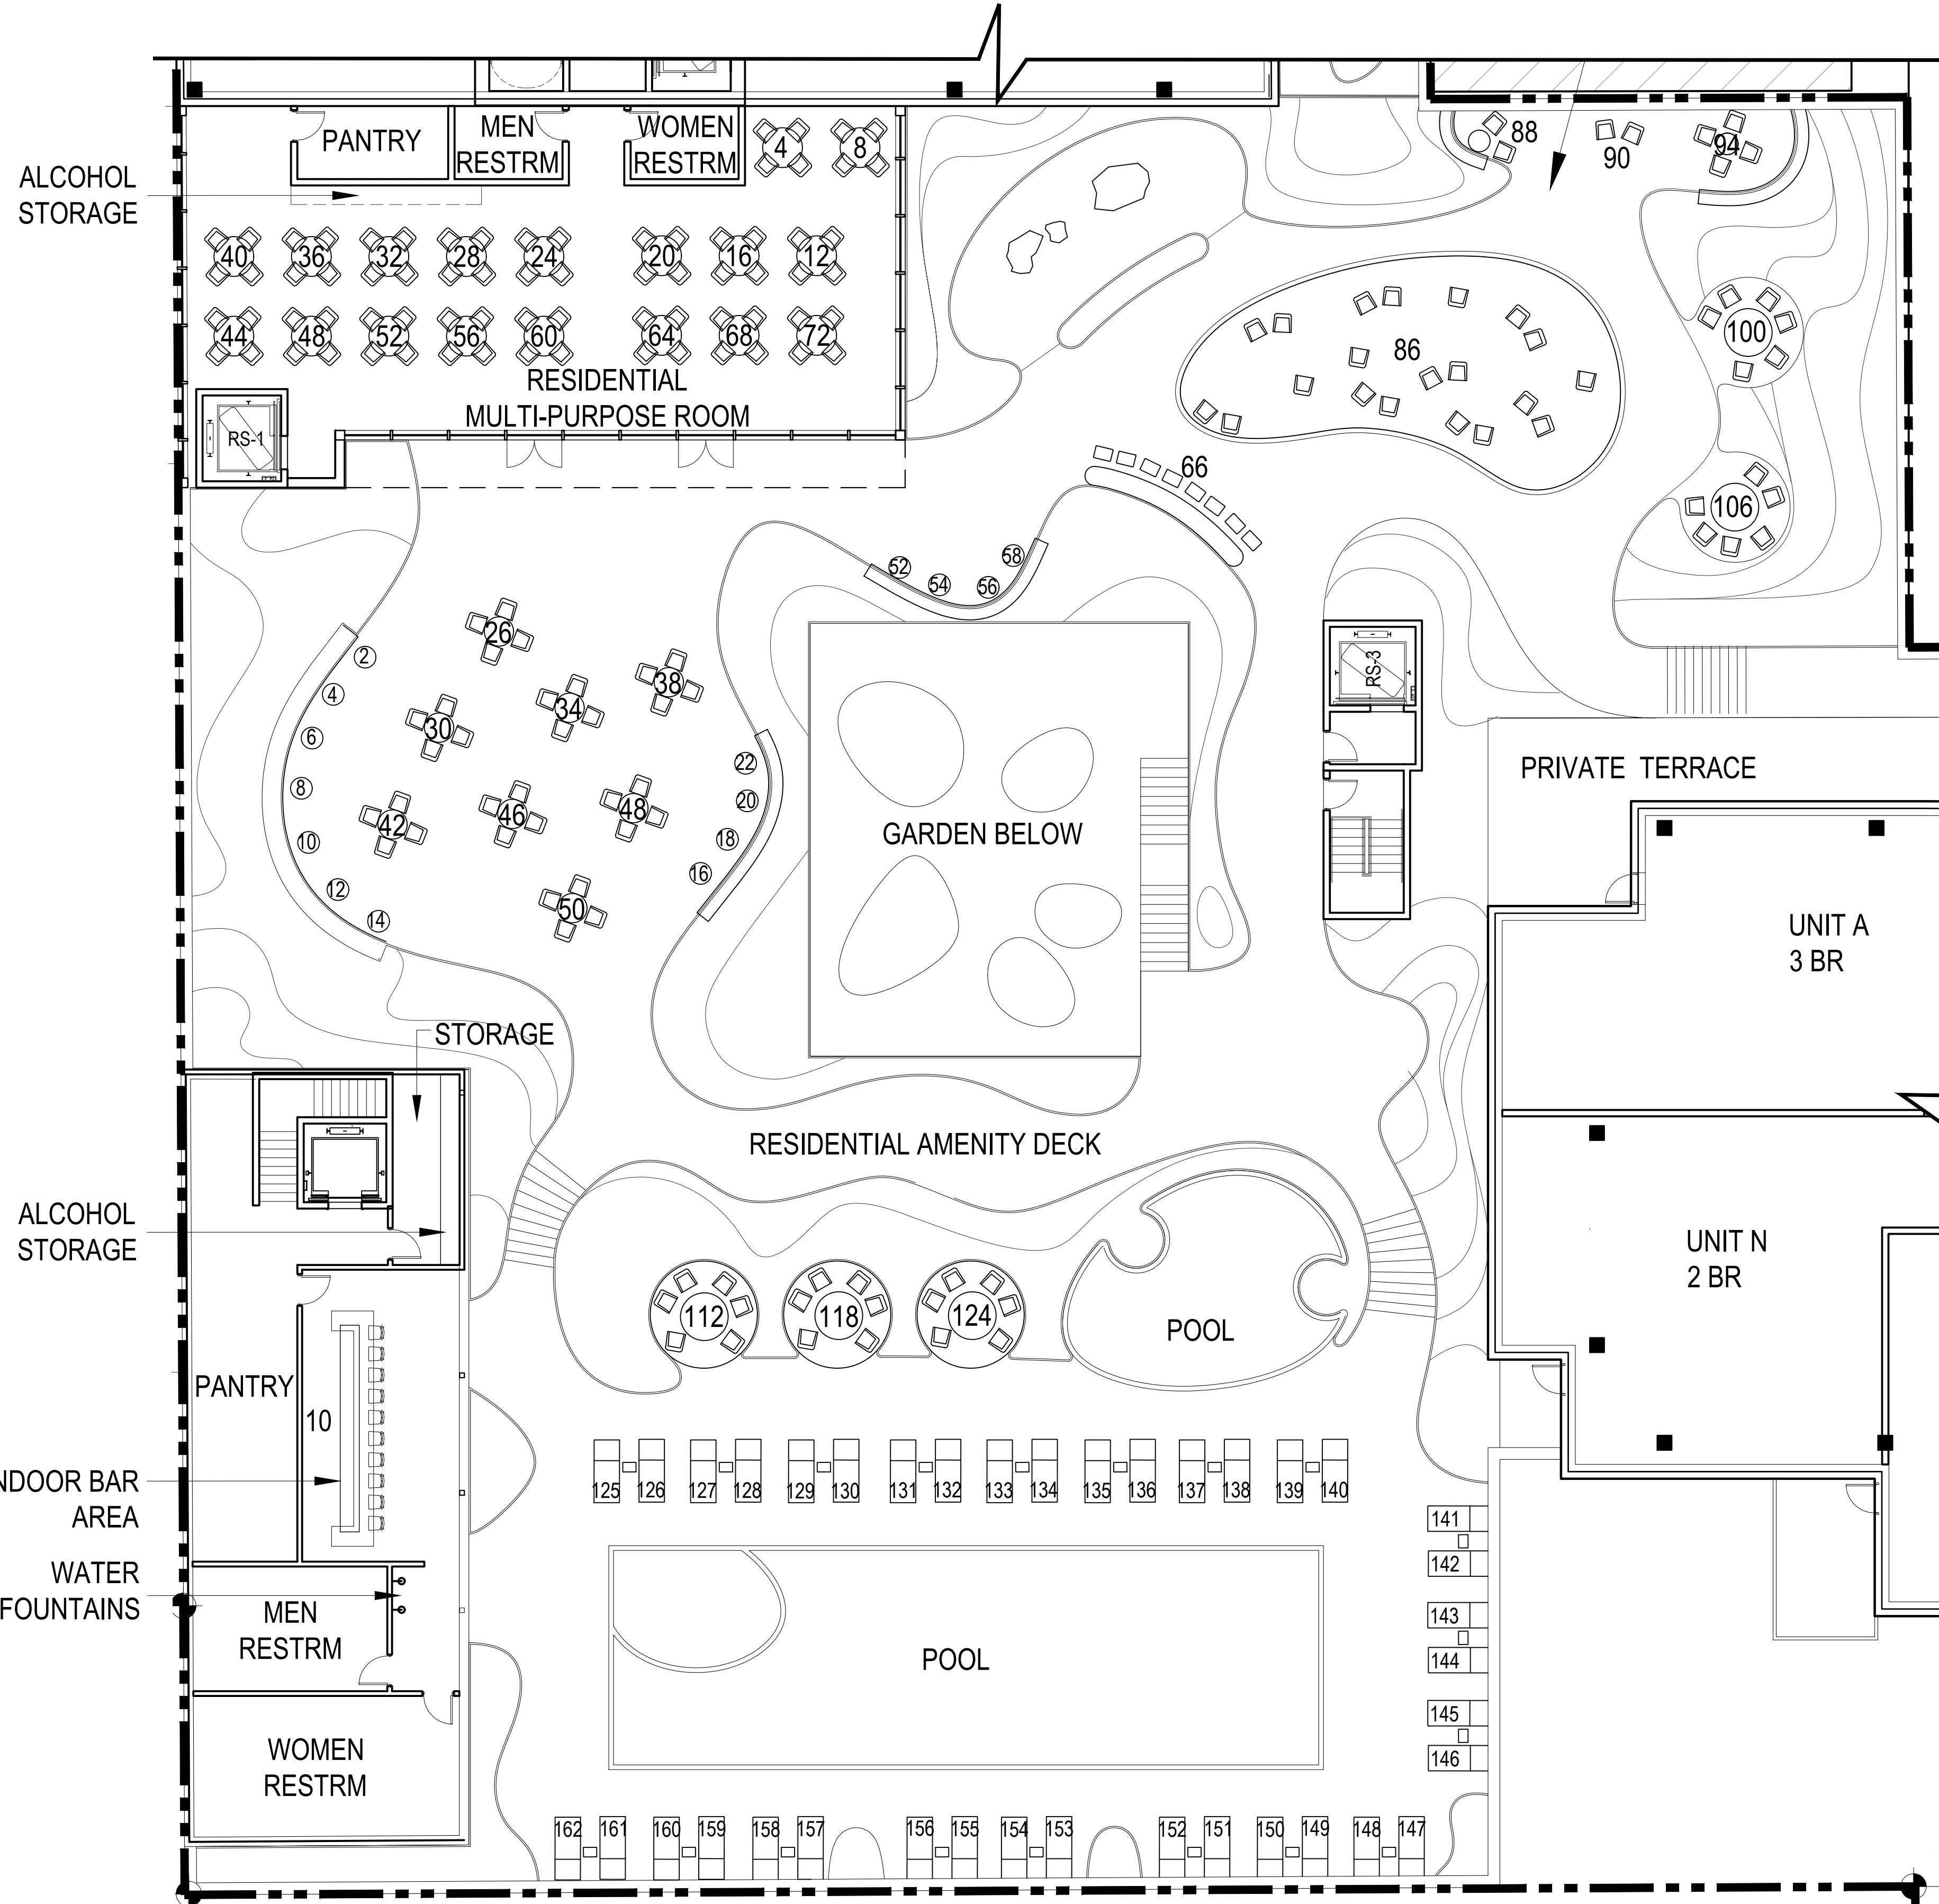 PANTRY
MEN
RESTRM
WOMEN
RESTRM
4
8
88
90
94
ALCOHOL
STORAGE
40
36
32
28
24
20
16
12
44
48
52
56
60
64
68
72
86
100
RESIDENTIAL
MULTI-PURPOSE ROOM
RS-1
66
106
52
54
56
58
2
4
6
8
10
12
14
26
30
34
38
42
46
48
50
22
20
18
16
RS-3
PRIVATE TERRACE
GARDEN BELOW
UNIT A
3 BR
STORAGE
RESIDENTIAL AMENITY DECK
ALCOHOL
STORAGE
UNIT N
2 BR
112
118
124
POOL
PANTRY
10
NDOOR BAR
AREA
WATER
FOUNTAINS
125
126
127
128
129
130
131
132
133
134
135
136
137
138
139
140
141
142
143
144
145
146
MEN
RESTRM
POOL
WOMEN
RESTRM
162
161
160
159
158
157
156
155
154
153
152
151
150
149
148
147